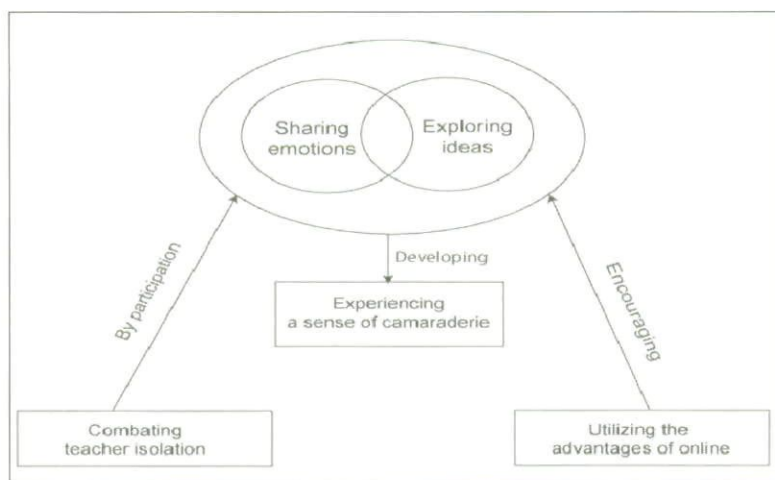 Sharing
emotions
Exploring
ideas
Developing
Experiencing
a sense of camaraderie
By participation
Encouraging
Combating
teacher isolation
Utilizing the
advantages of online